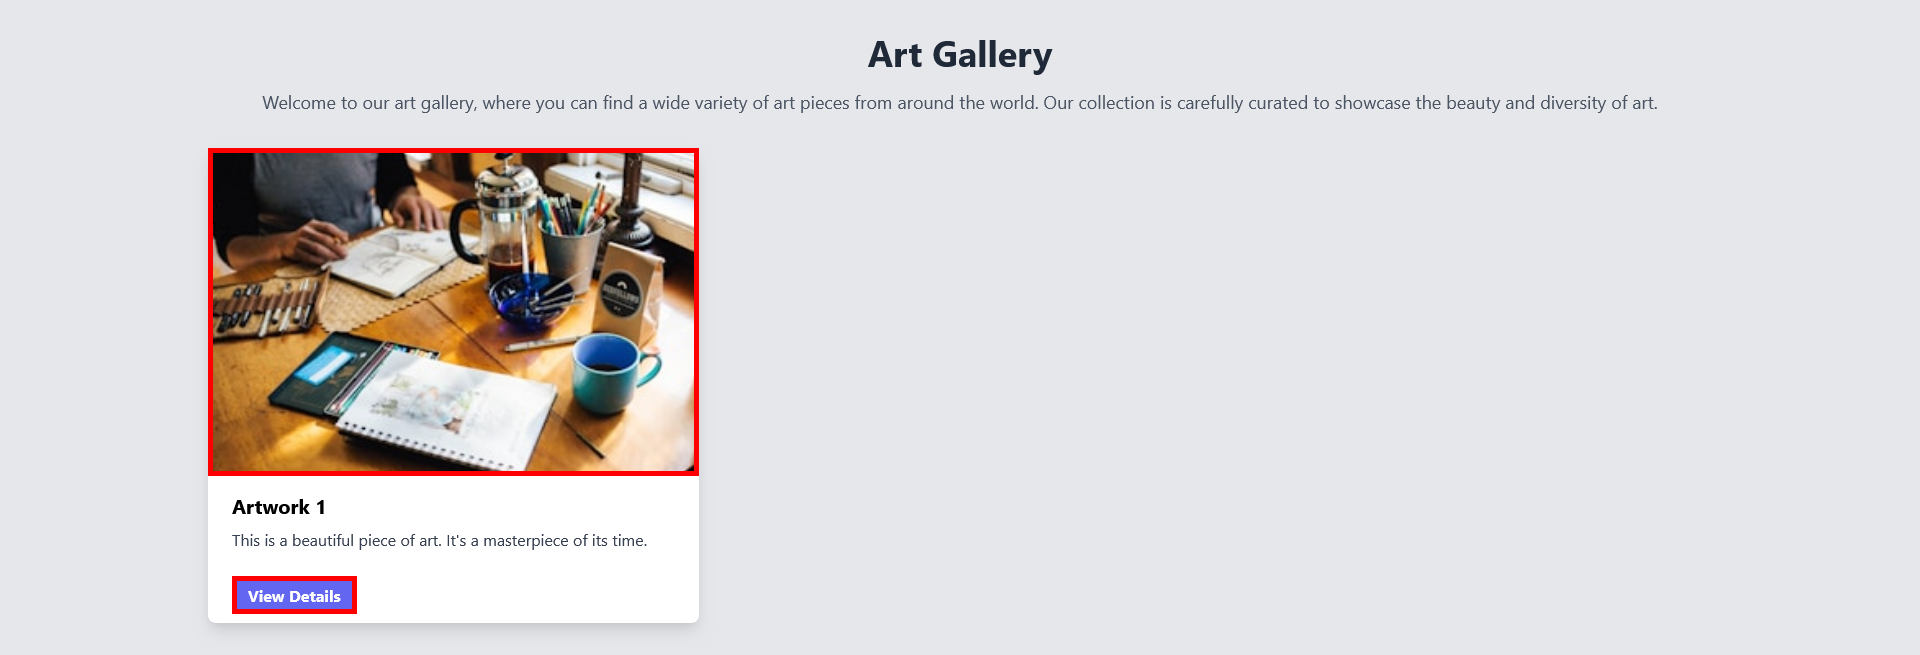 Art Gallery
Welcome to our art gallery, where you can find a wide variety of art pieces from around the world. Our collection is carefully curated to showcase the beauty and diversity of art.
Artwork 1
This is a beautiful piece of art. It's a masterpiece of its time.
View Details